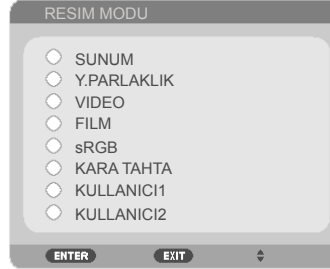 RESIM MODU
SUNUM
Y.PARLAKLIK
VIDEO
FILM
sRGB
KARA TAHTA
KULLANICI1
KULLANICI2
ENTER EXIT